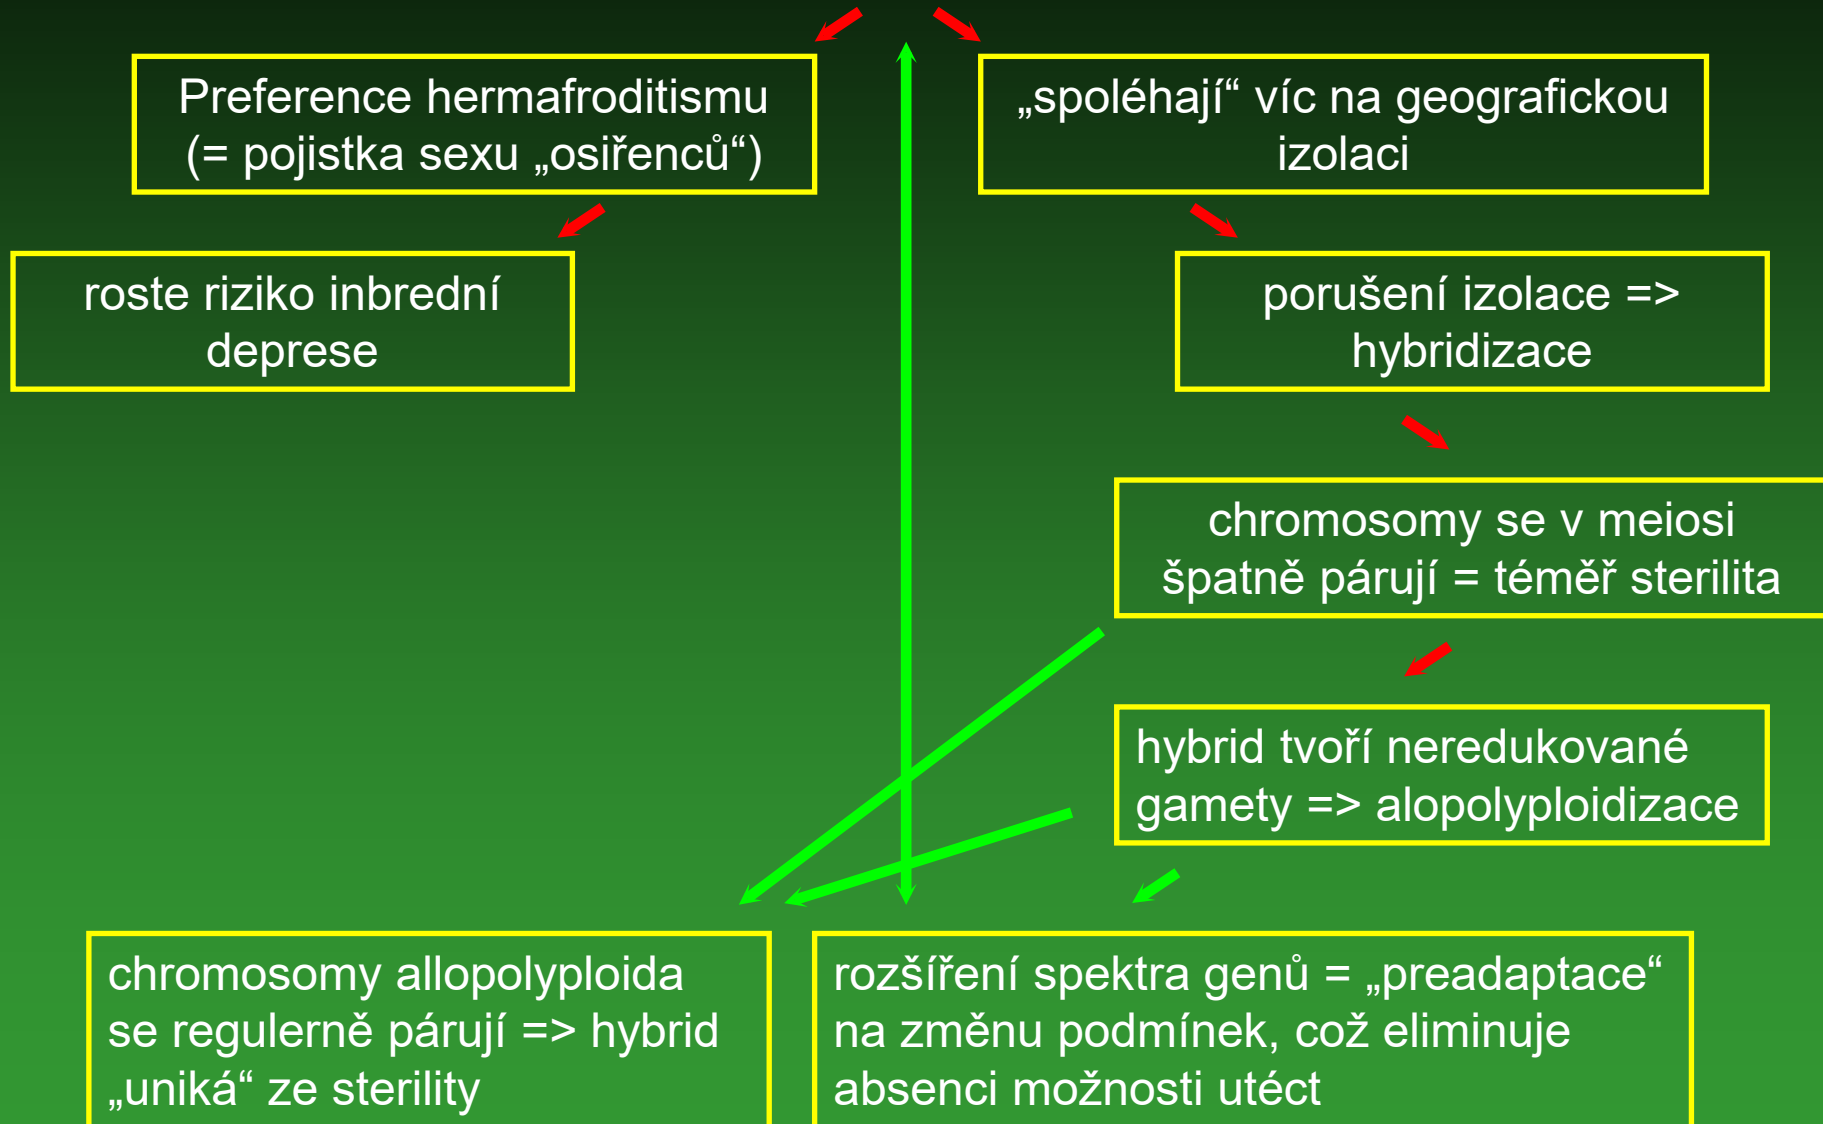 Preference hermafroditismu
(= pojistka sexu „osiřenců“)
„spoléhají“ víc na geografickou
izolaci
roste riziko inbrední
deprese
porušení izolace =>
hybridizace
chromosomy se v meiosi
špatně párují = téměř sterilita
hybrid tvoří neredukované
gamety => alopolyploidizace
chromosomy allopolyploida
se regulerně párují => hybrid
„uniká“ ze sterility
rozšíření spektra genů = „preadaptace“
na změnu podmínek, což eliminuje
absenci možnosti utéct